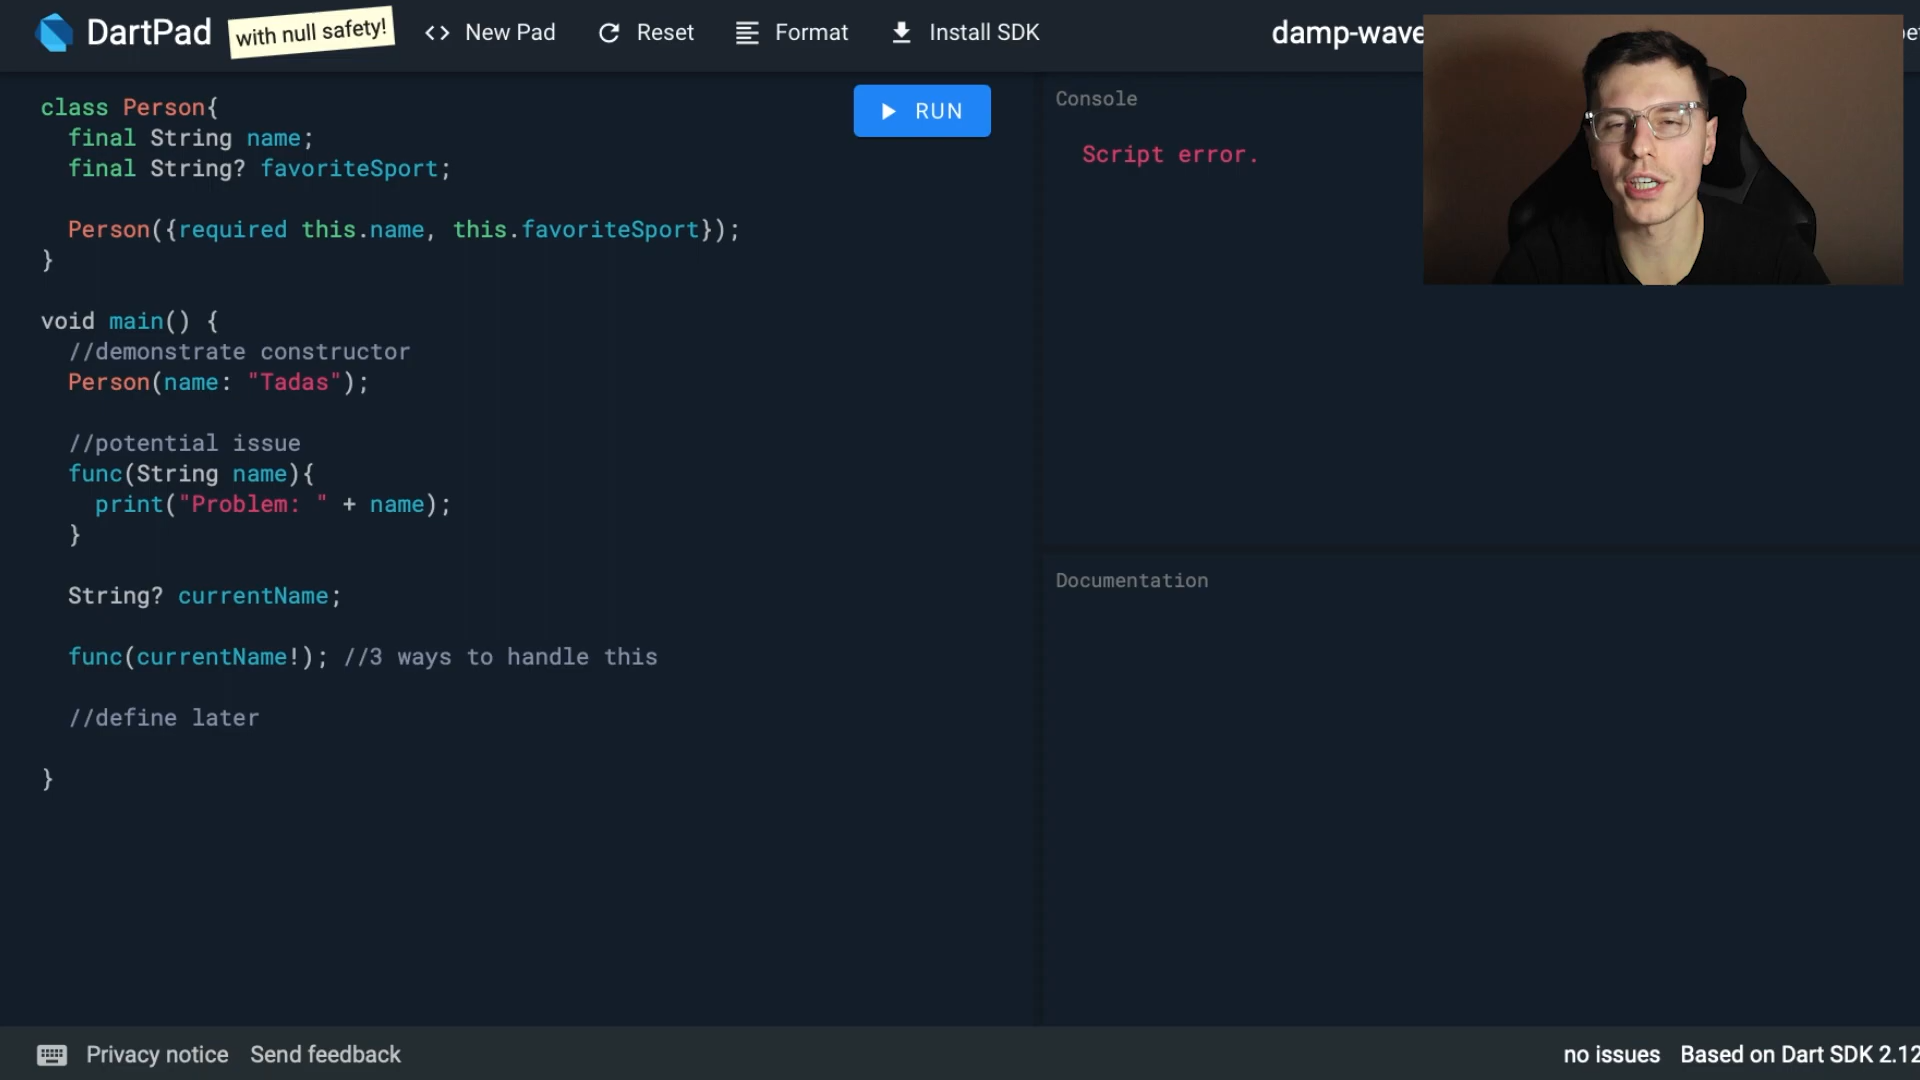 DartPad with null safety! New Pad Reset Format Install SDK damp-wave
class Person{
final String name;
final String? favoriteSport;
Person({required this.name, this.favoriteSport});
}
void main() {
//demonstrate constructor
Person(name: "Tadas");
//potential issue
func(String name){
print("Problem: " + name);
}
String? currentName;
func(currentName!); //3 ways to handle this
//define later
}
RUN
Console
Script error.
Documentation
Privacy notice Send feedback no issues Based on Dart SDK 2.12